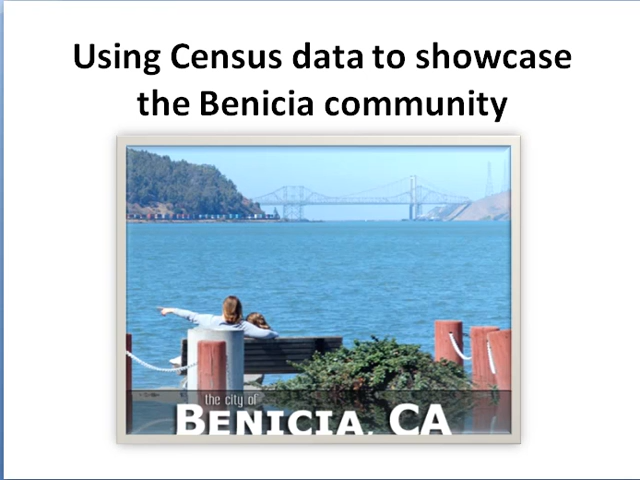 Using Census data to showcase
the Benicia community
the city of
BENICIA, CA